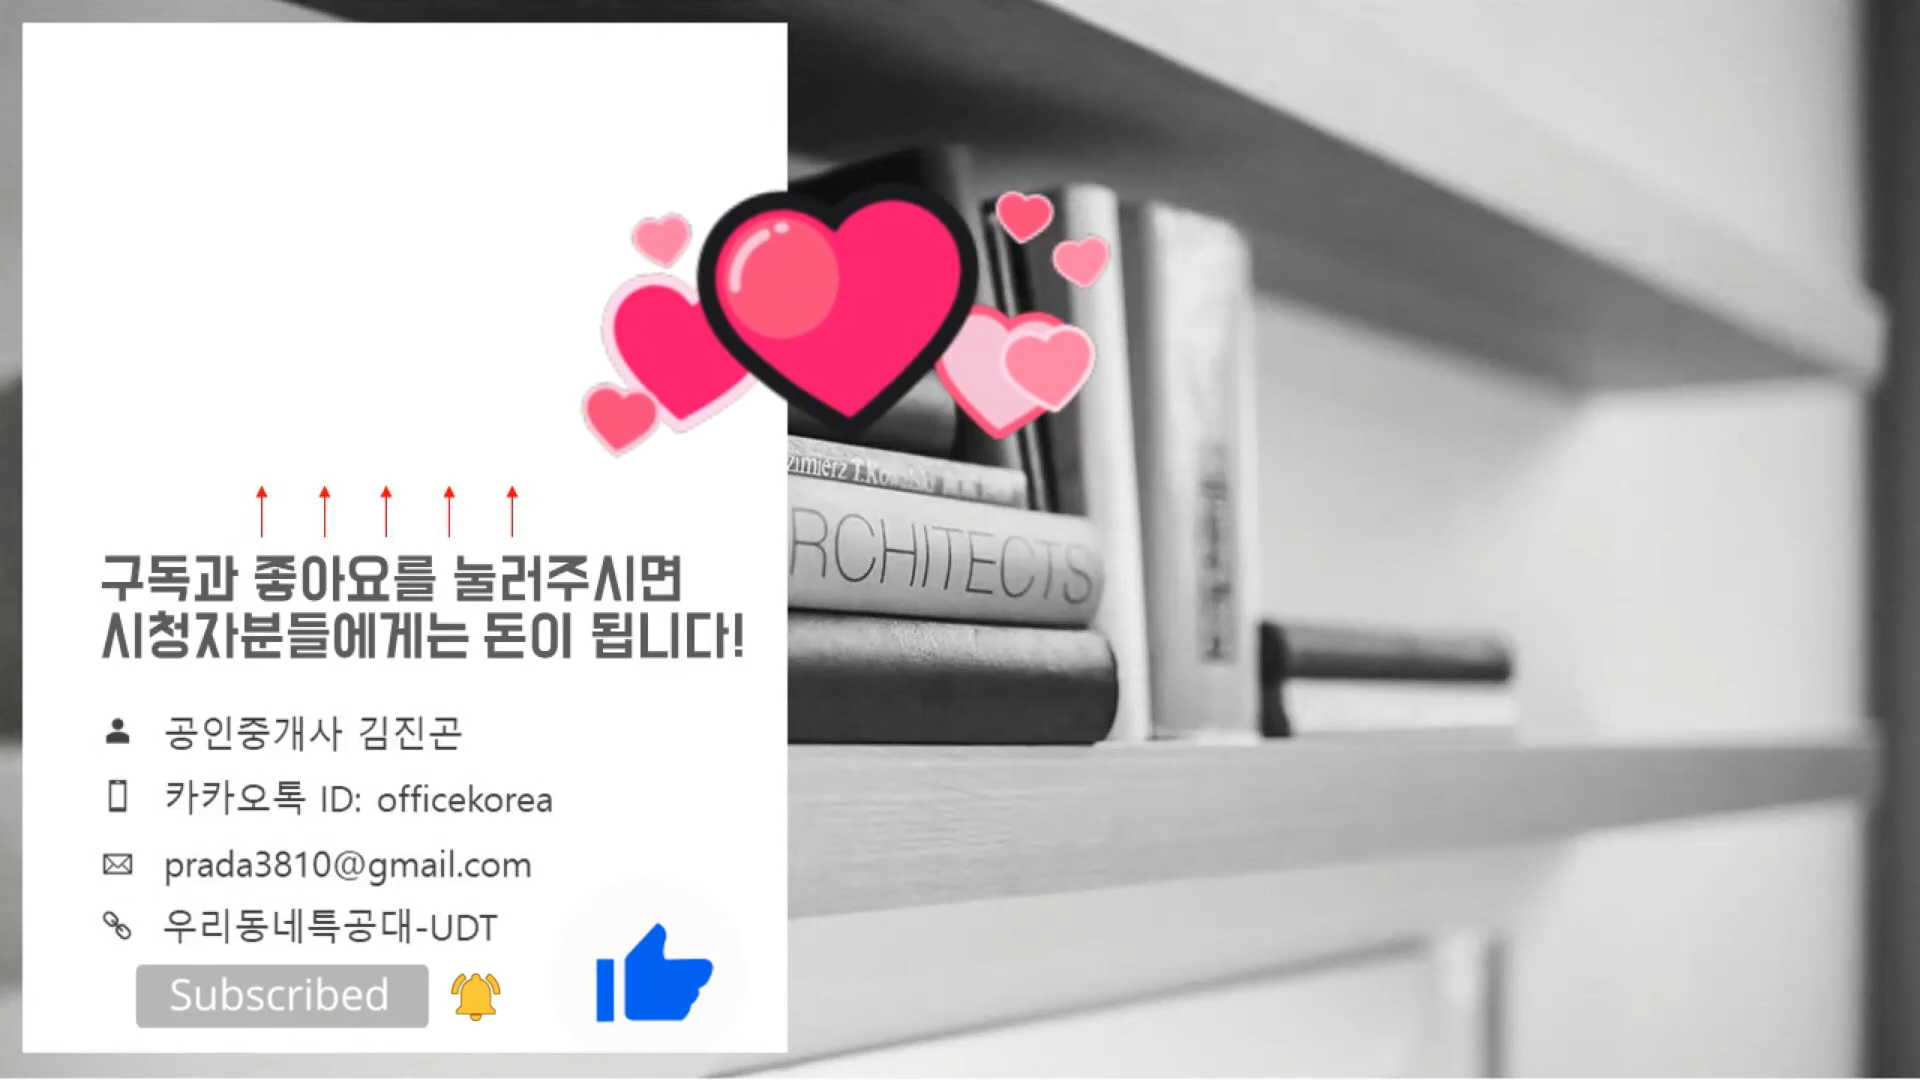 구독과 좋아요를 눌러주시면
시청자분들에게는 돈이 됩니다!
공인중개사 김진곤
카카오톡 ID: officekorea
prada3810@gmail.com
우리동네특공대-UDT
Subscribed
zimierz T.Kowalski
RCHITECTS